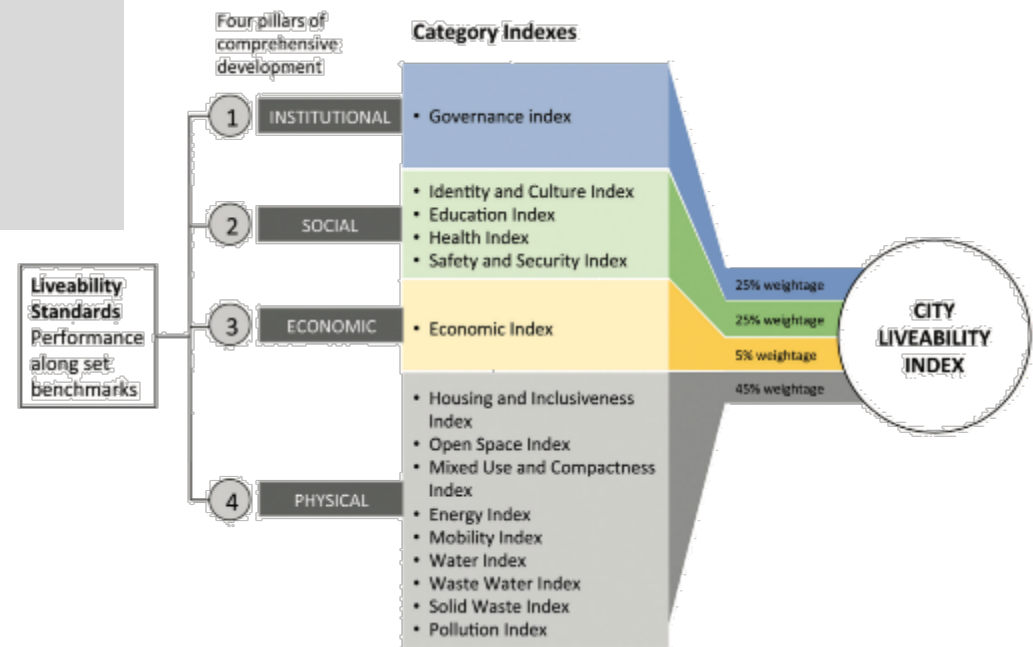 Four pillars of
comprehensive
development
Category Indexes
1
INSTITUTIONAL
• Governance index
2
SOCIAL
• Identity and Culture Index
• Education Index
• Health Index
• Safety and Security Index
3
ECONOMIC
• Economic Index
4
PHYSICAL
• Housing and Inclusiveness
Index
• Open Space Index
• Mixed Use and Compactness
Index
• Energy Index
• Mobility Index
• Water Index
• Waste Water Index
• Solid Waste Index
• Pollution Index
Liveability
Standards
Performance
along set
benchmarks
25% weightage
25% weightage
5% weightage
45% weightage
CITY
LIVEABILITY
INDEX